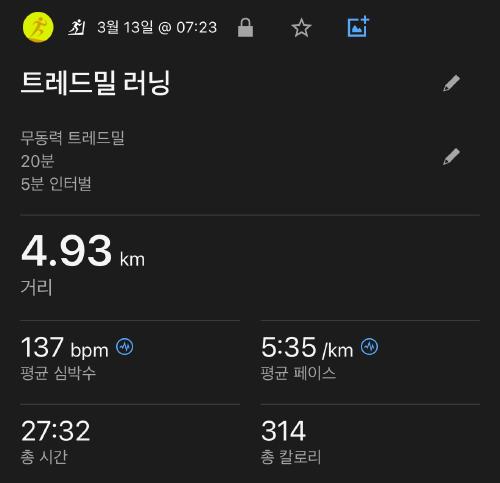 3월 13일 @ 07:23
트레드밀 러닝
무동력 트레드밀
20분
5분 인터벌
4.93 km
거리
137 bpm 5:35 /km
평균 심박수 평균 페이스
27:32 314
총 시간 총 칼로리